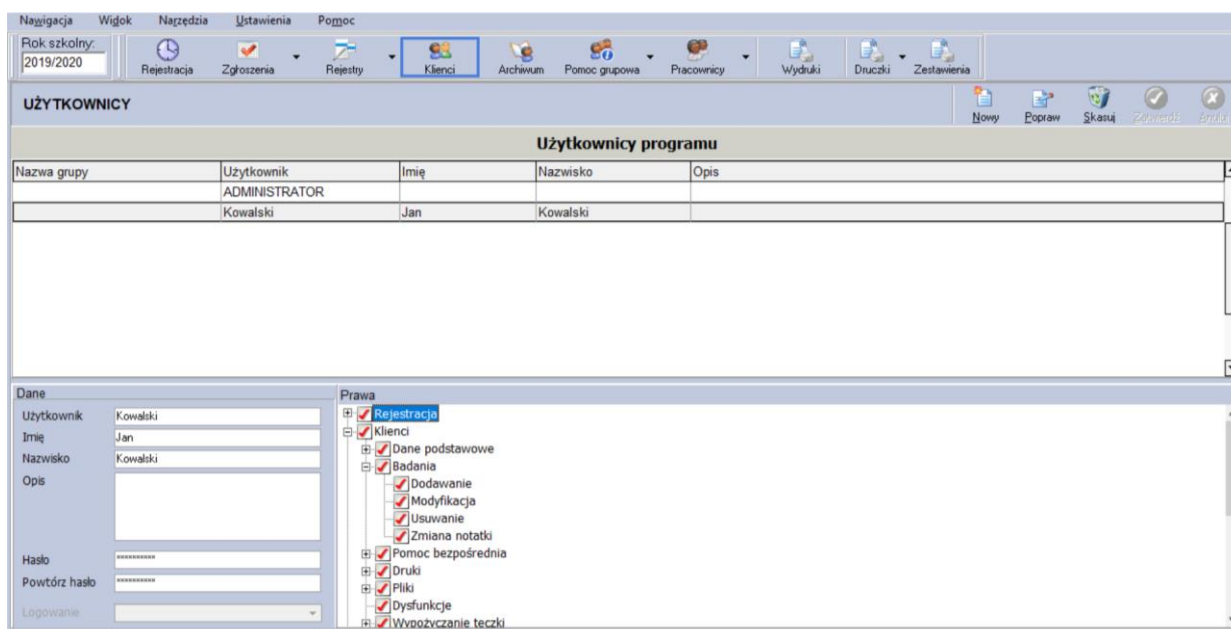 Nawigacja Widok Narzędzia Ustawienia Pomoc
Rok szkolny:
2019/2020
Rejestracja Zgłoszenia Rejestry Klienci Archiwum Pomoc grupowa Pracownicy Wydruki Druczki Zestawienia
UŻYTKOWNICY
Nowy Popraw Skasuj Zatwierdź Anuluj
Użytkownicy programu
Nazwa grupy Użytkownik Imię Nazwisko Opis
ADMINISTRATOR
Kowalski Jan Kowalski
Dane
Użytkownik Kowalski
Imię Jan
Nazwisko Kowalski
Opis
Hasło **********
Powtórz hasło **********
Logowanie
Prawa
Rejestracja
Klienci
Dane podstawowe
Badania
Dodawanie
Modyfikacja
Usuwanie
Zmiana notatki
Pomoc bezpośrednia
Druki
Pliki
Dysfunkcje
Wypożyczanie teczki